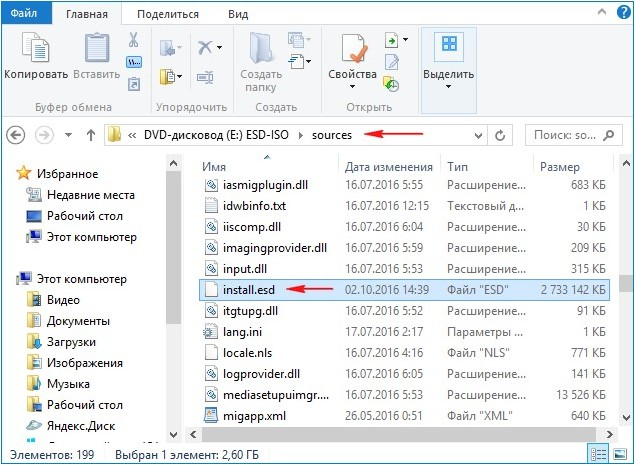 Файл
Главная
Поделиться
Вид
Копировать
Вставить
Буфер обмена
Упорядочить
Создать папку
Создать
Свойства
Открыть
Выделить
DVD-дисковод (E:) ESD-ISO
sources
Поиск: so...
Избранное
Недавние места
Рабочий стол
Этот компьютер
Этот компьютер
Видео
Документы
Загрузки
Изображения
Музыка
Рабочий стол
Яндекс.Диск
Имя Дата изменения Тип Размер
iasmigplugin.dll 16.07.2016 5:55 Расширение... 683 КБ
idwbinfo.txt 16.07.2016 12:15 Текстовый д... 1 КБ
iiscomp.dll 16.07.2016 6:04 Расширение... 30 КБ
imagingprovider.dll 16.07.2016 5:59 Расширение... 209 КБ
input.dll 16.07.2016 5:53 Расширение... 315 КБ
install.esd 02.10.2016 14:39 Файл "ESD" 2 733 142 КБ
itgtupg.dll 16.07.2016 5:52 Расширение... 91 КБ
lang.ini 17.07.2016 2:17 Параметры ... 1 КБ
locale.nls 16.07.2016 4:16 Файл "NLS" 771 КБ
logprovider.dll 16.07.2016 6:05 Расширение... 141 КБ
mediasetupuimgr.... 16.07.2016 5:53 Расширение... 13 526 КБ
migapp.xml 26.05.2016 0:51 Файл "XML" 640 КБ
Элементов: 199 Выбран 1 элемент: 2,60 ГБ